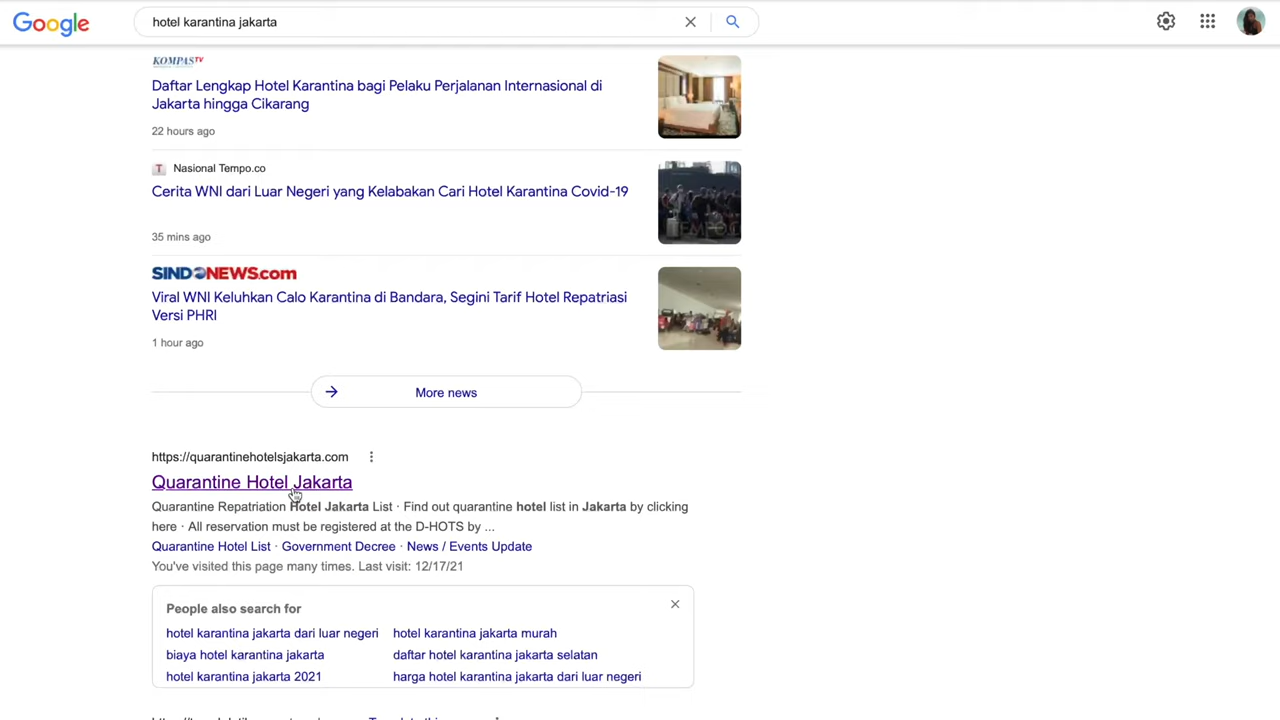 Google
hotel karantina jakarta
KOMPASTV
Daftar Lengkap Hotel Karantina bagi Pelaku Perjalanan Internasional di
Jakarta hingga Cikarang
22 hours ago
T Nasional Tempo.co
Cerita WNI dari Luar Negeri yang Kelabakan Cari Hotel Karantina Covid-19
35 mins ago
SINDONEWS.com
Viral WNI Keluhkan Calo Karantina di Bandara, Segini Tarif Hotel Repatriasi
Versi PHRI
1 hour ago
More news
https://quarantinehotelsjakarta.com
Quarantine Hotel Jakarta
Quarantine Repatriation Hotel Jakarta List · Find out quarantine hotel list in Jakarta by clicking
here · All reservation must be registered at the D-HOTS by ...
Quarantine Hotel List · Government Decree · News / Events Update
You've visited this page many times. Last visit: 12/17/21
People also search for
hotel karantina jakarta dari luar negeri hotel karantina jakarta murah
biaya hotel karantina jakarta daftar hotel karantina jakarta selatan
hotel karantina jakarta 2021 harga hotel karantina jakarta dari luar negeri